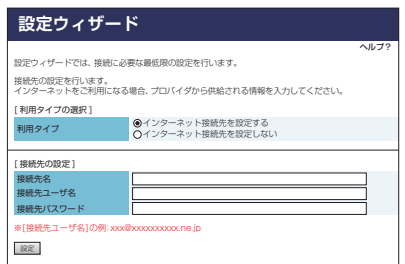 設定ウィザード
ヘルプ?
設定ウィザードでは、接続に必要な最低限の設定を行います。
接続先の設定を行います。
インターネットをご利用になる場合、プロバイダから供給される情報を入力してください。
[ 利用タイプの選択 ]
利用タイプ
インターネット接続先を設定する
インターネット接続先を設定しない
[ 接続先の設定 ]
接続先名
接続先ユーザ名
接続先パスワード
※[接続先ユーザ名]の例：xxx@xxxxxxxxxx.ne.jp
設定